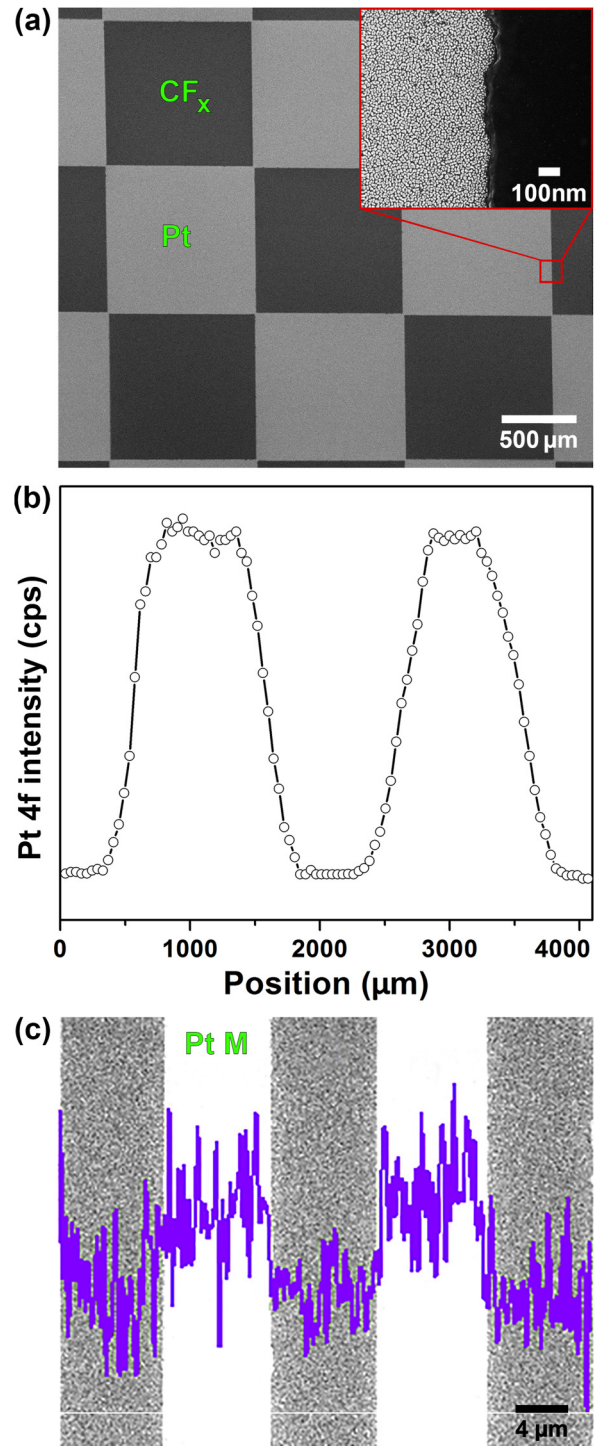 (a)
CFx
Pt
100nm
500 µm
(b)
Pt 4f intensity (cps)
0 1000 2000 3000 4000
Position (µm)
(c)
Pt M
4 µm